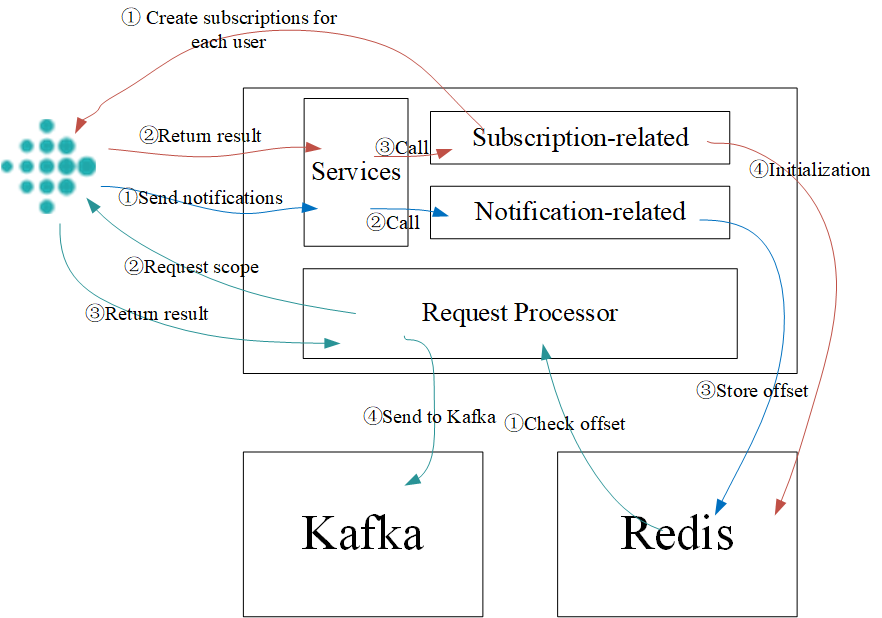 ① Create subscriptions for
each user
②Return result
③Call
Subscription-related
Services
④Initialization
①Send notifications
②Call
Notification-related
②Request scope
③Return result
Request Processor
③Store offset
④Send to Kafka
①Check offset
Kafka
Redis